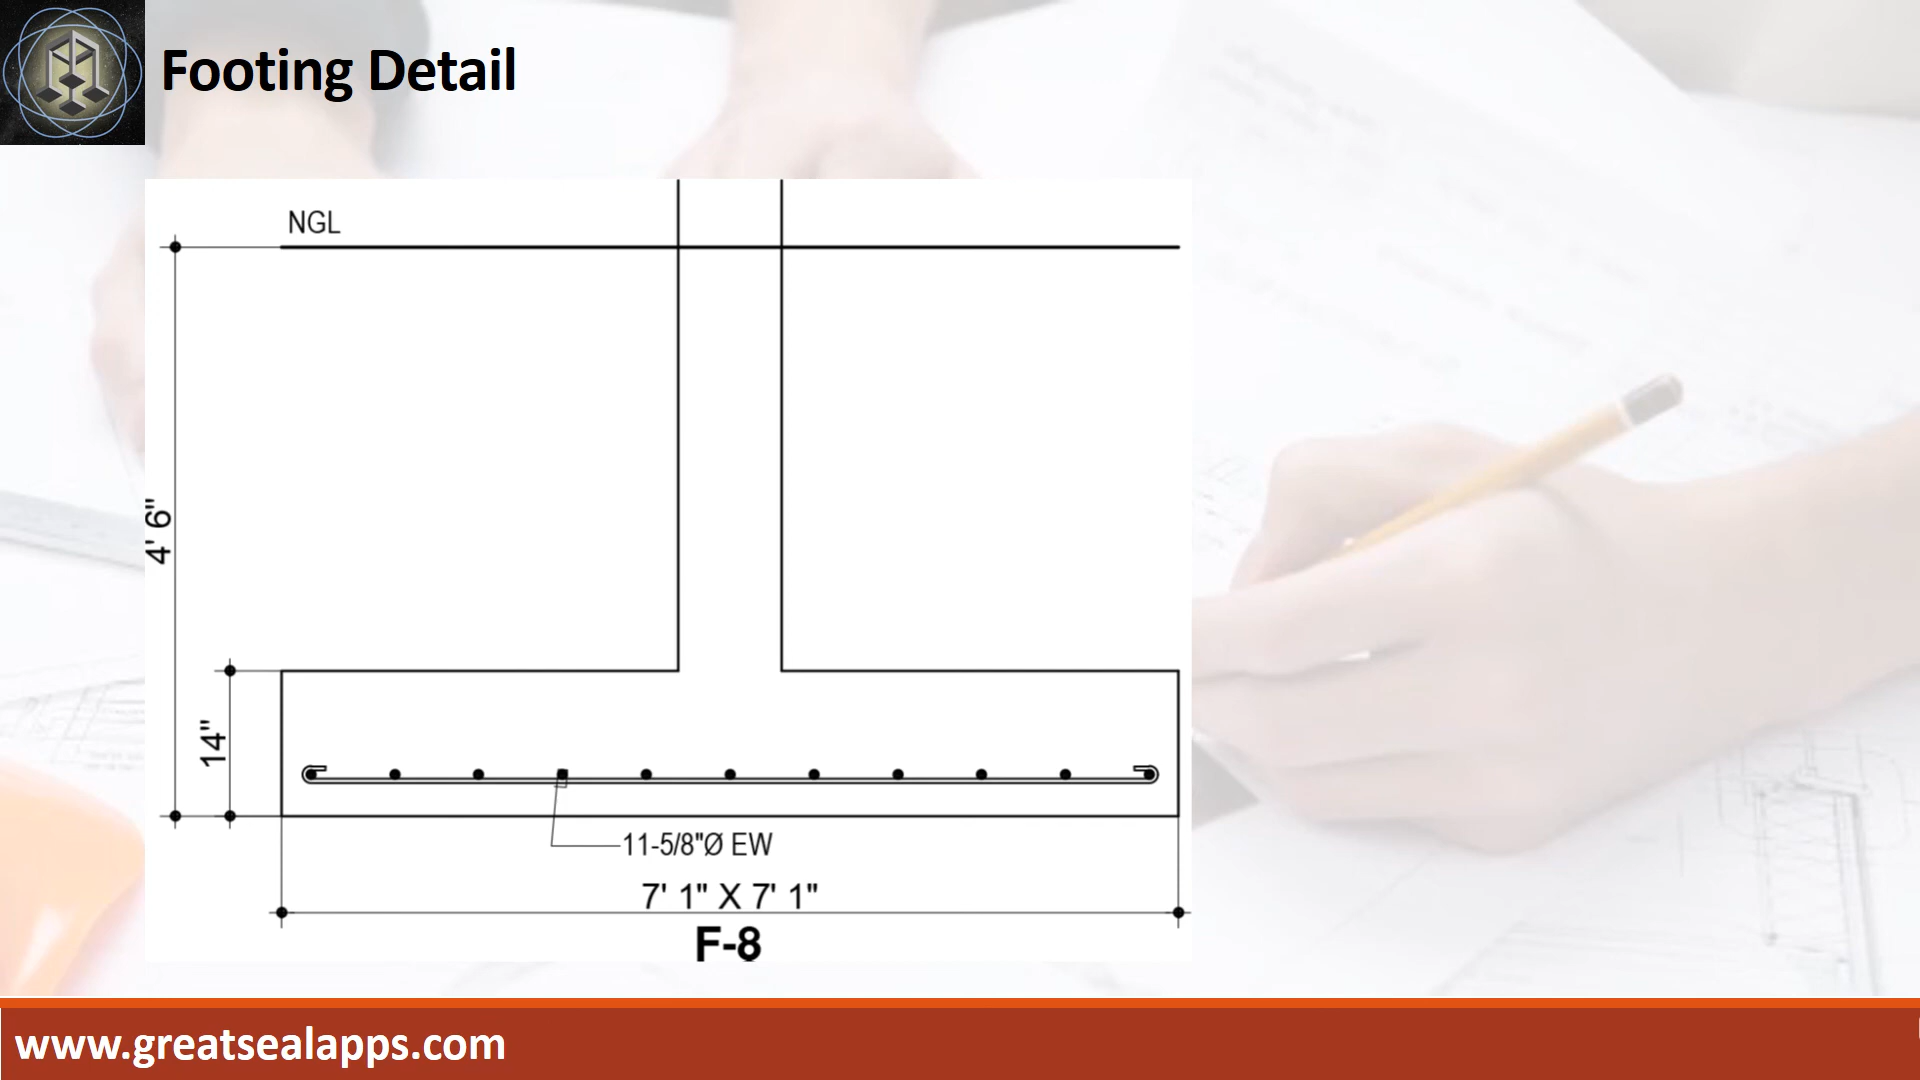 Footing Detail
NGL
4' 6"
14"
11-5/8"Ø EW
7' 1" X 7' 1"
F-8
www.greatsealapps.com